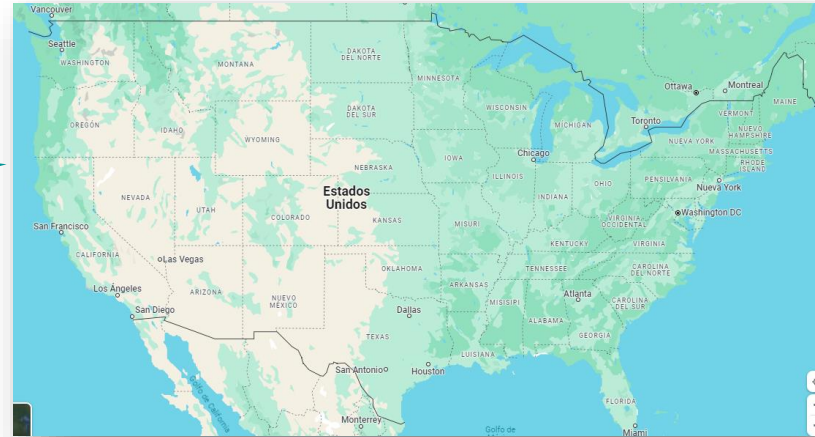 Vancouver
Seattle
WASHINGTON
MONTANA
DAKOTA
DEL NORTE
MINNESOTA
Ottawa
Montreal
MAINE
OREGÓN
IDAHO
WYOMING
DAKOTA
DEL SUR
WISCONSIN
MICHIGAN
Toronto
VERMONT
NUEVO
HAMPSHIRE
NUEVA YORK
MASSACHUSETTS
RHODE
ISLAND
NEBRASKA
IOWA
Chicago
ILLINOIS
INDIANA
OHIO
PENSILVANIA
Nueva York
Estados
Unidos
NEVADA
UTAH
COLORADO
KANSAS
MISURI
VIRGINIA
OCCIDENTAL
Washington DC
San Francisco
CALIFORNIA
Las Vegas
KENTUCKY
VIRGINIA
Los Ángeles
ARIZONA
NUEVO
MÉXICO
OKLAHOMA
ARKANSAS
TENNESSEE
CAROLINA
DEL NORTE
San Diego
Dallas
MISISIPI
Atlanta
CAROLINA
DEL SUR
ALABAMA
GEORGIA
TEXAS
LUISIANA
San Antonio
Houston
FLORIDA
Golfo de California
Monterrey
Golfo de
Miami